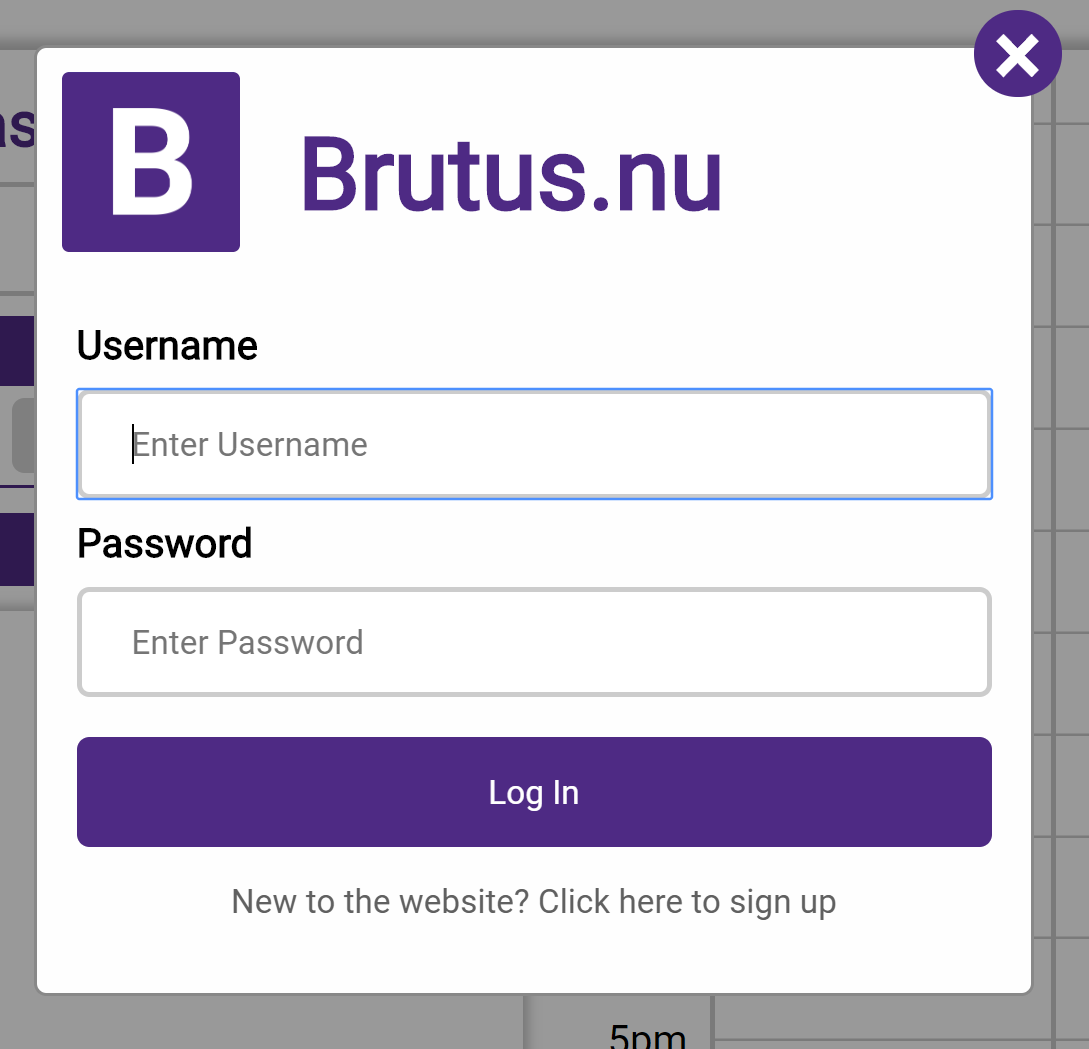 as
B
Brutus.nu
Username
Enter Username
Password
Enter Password
Log In
New to the website? Click here to sign up
5pm